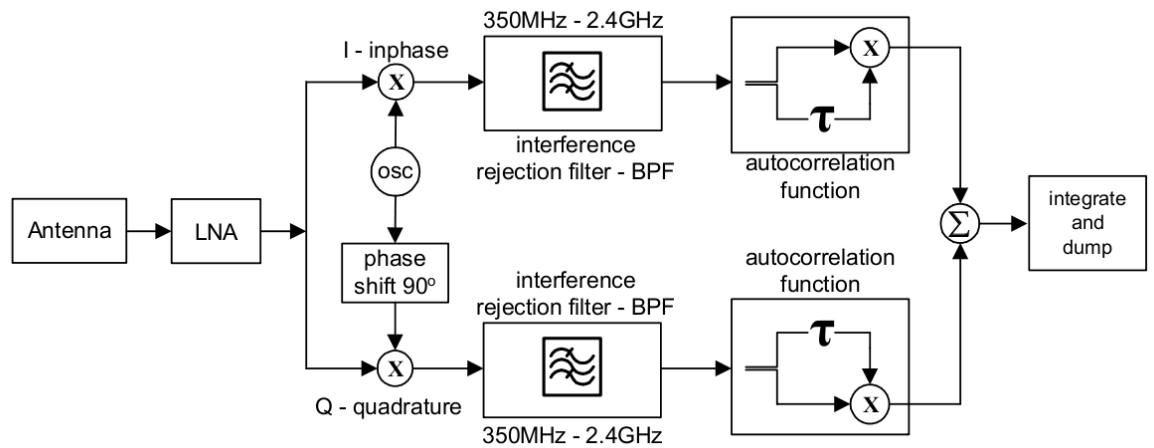 350MHz - 2.4GHz
I - inphase
X
X
τ
interference
rejection filter - BPF
autocorrelation
function
osc
Antenna
LNA
phase
shift 90º
Σ
integrate
and
dump
interference
rejection filter - BPF
autocorrelation
function
τ
X
X
Q - quadrature
350MHz - 2.4GHz